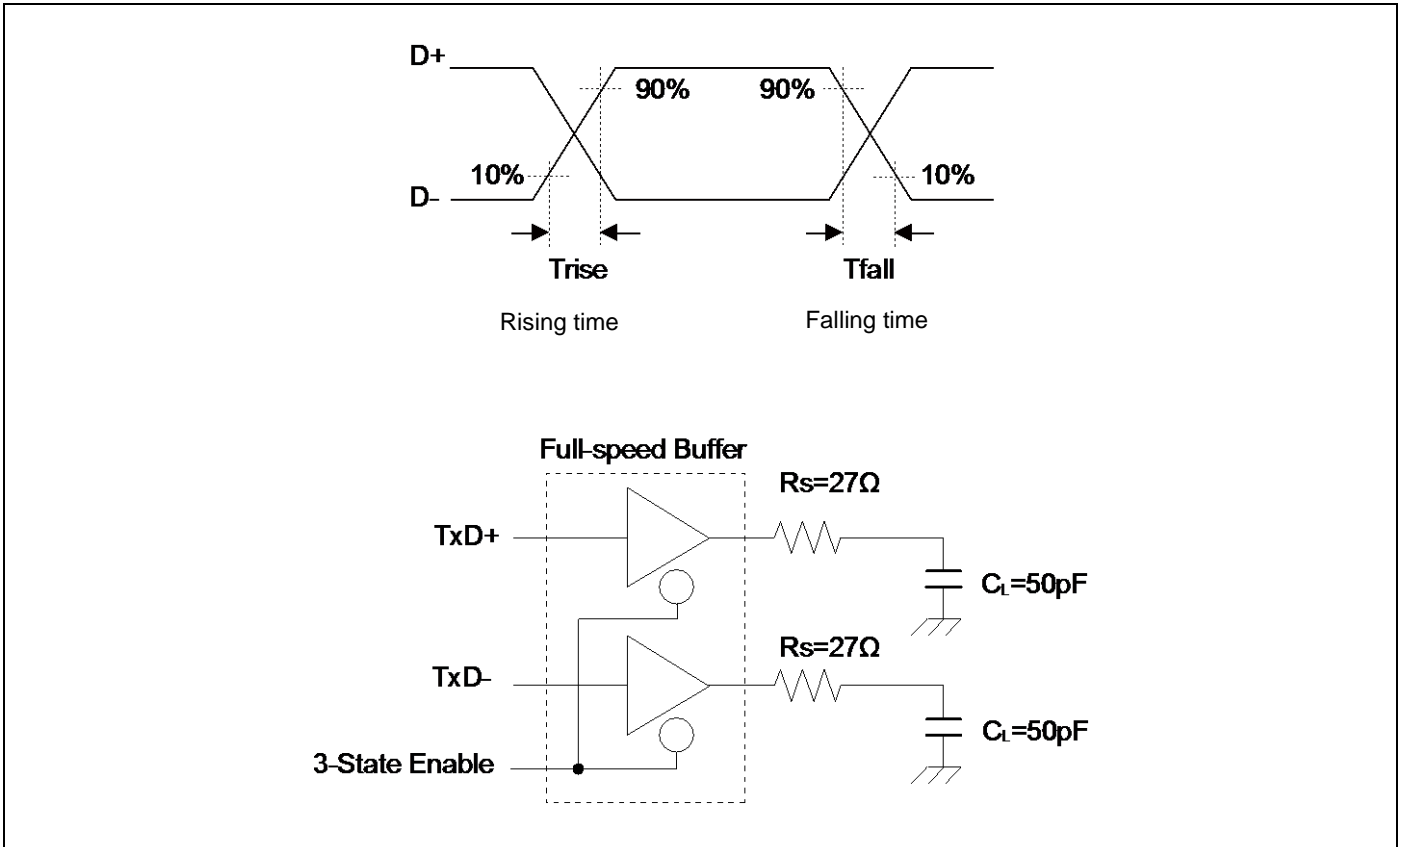 D+
90% 90%
10% 10%
D-
Trise Tfall
Rising time Falling time
Full-speed Buffer
Rs=27Ω
TxD+
CL=50pF
Rs=27Ω
TxD-
CL=50pF
3-State Enable